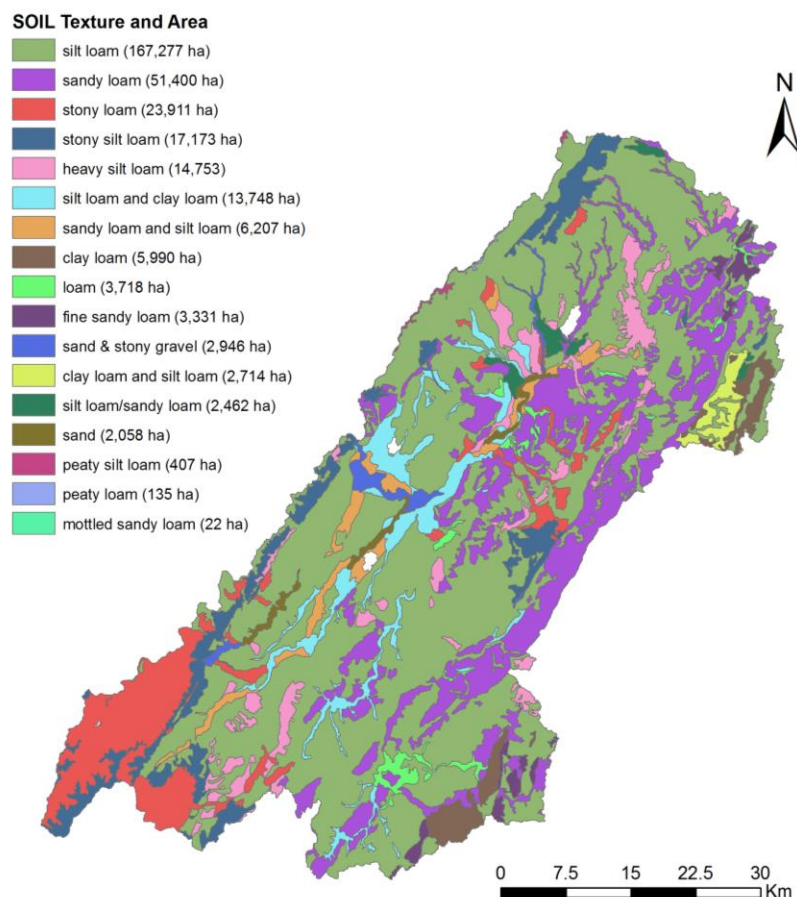 SOIL Texture and Area
silt loam (167,277 ha)
sandy loam (51,400 ha)
stony loam (23,911 ha)
stony silt loam (17,173 ha)
heavy silt loam (14,753)
silt loam and clay loam (13,748 ha)
sandy loam and silt loam (6,207 ha)
clay loam (5,990 ha)
loam (3,718 ha)
fine sandy loam (3,331 ha)
sand & stony gravel (2,946 ha)
clay loam and silt loam (2,714 ha)
silt loam/sandy loam (2,462 ha)
sand (2,058 ha)
peaty silt loam (407 ha)
peaty loam (135 ha)
mottled sandy loam (22 ha)
N
0 7.5 15 22.5 30
Km